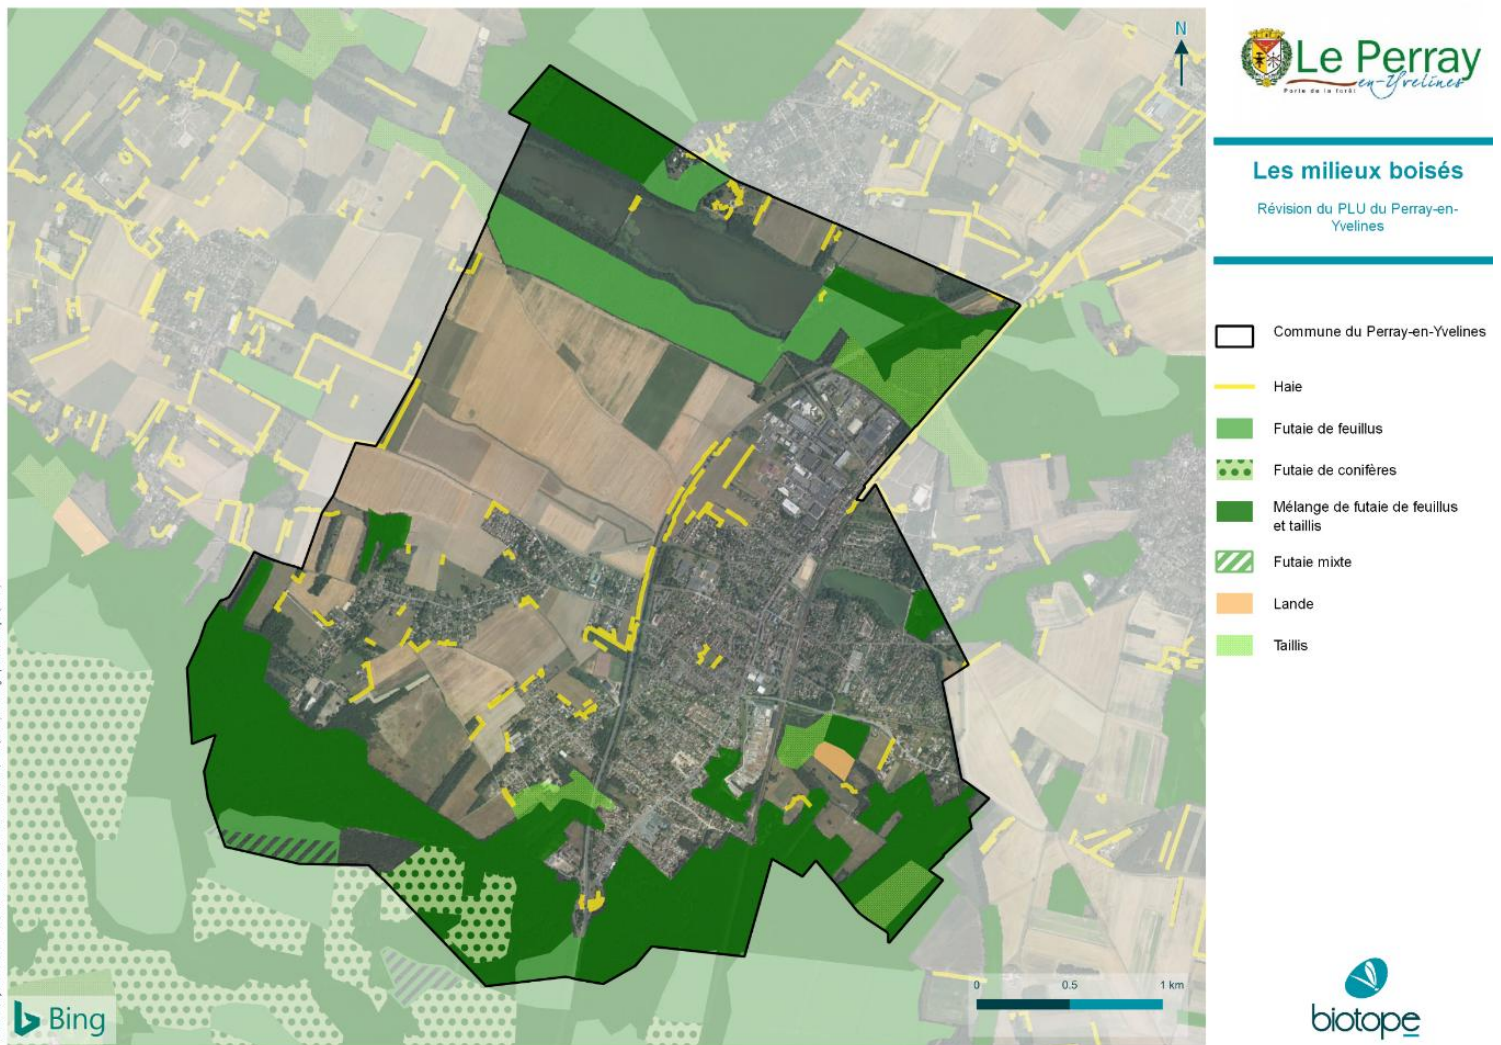 N
Le Perray
en-Yvelines
Porte de la forêt
Les milieux boisés
Révision du PLU du Perray-en-
Yvelines
Commune du Perray-en-Yvelines
Haie
Futaie de feuillus
Futaie de conifères
Mélange de futaie de feuillus
et taillis
Futaie mixte
Lande
Taillis
0 0.5 1 km
Bing
biotope